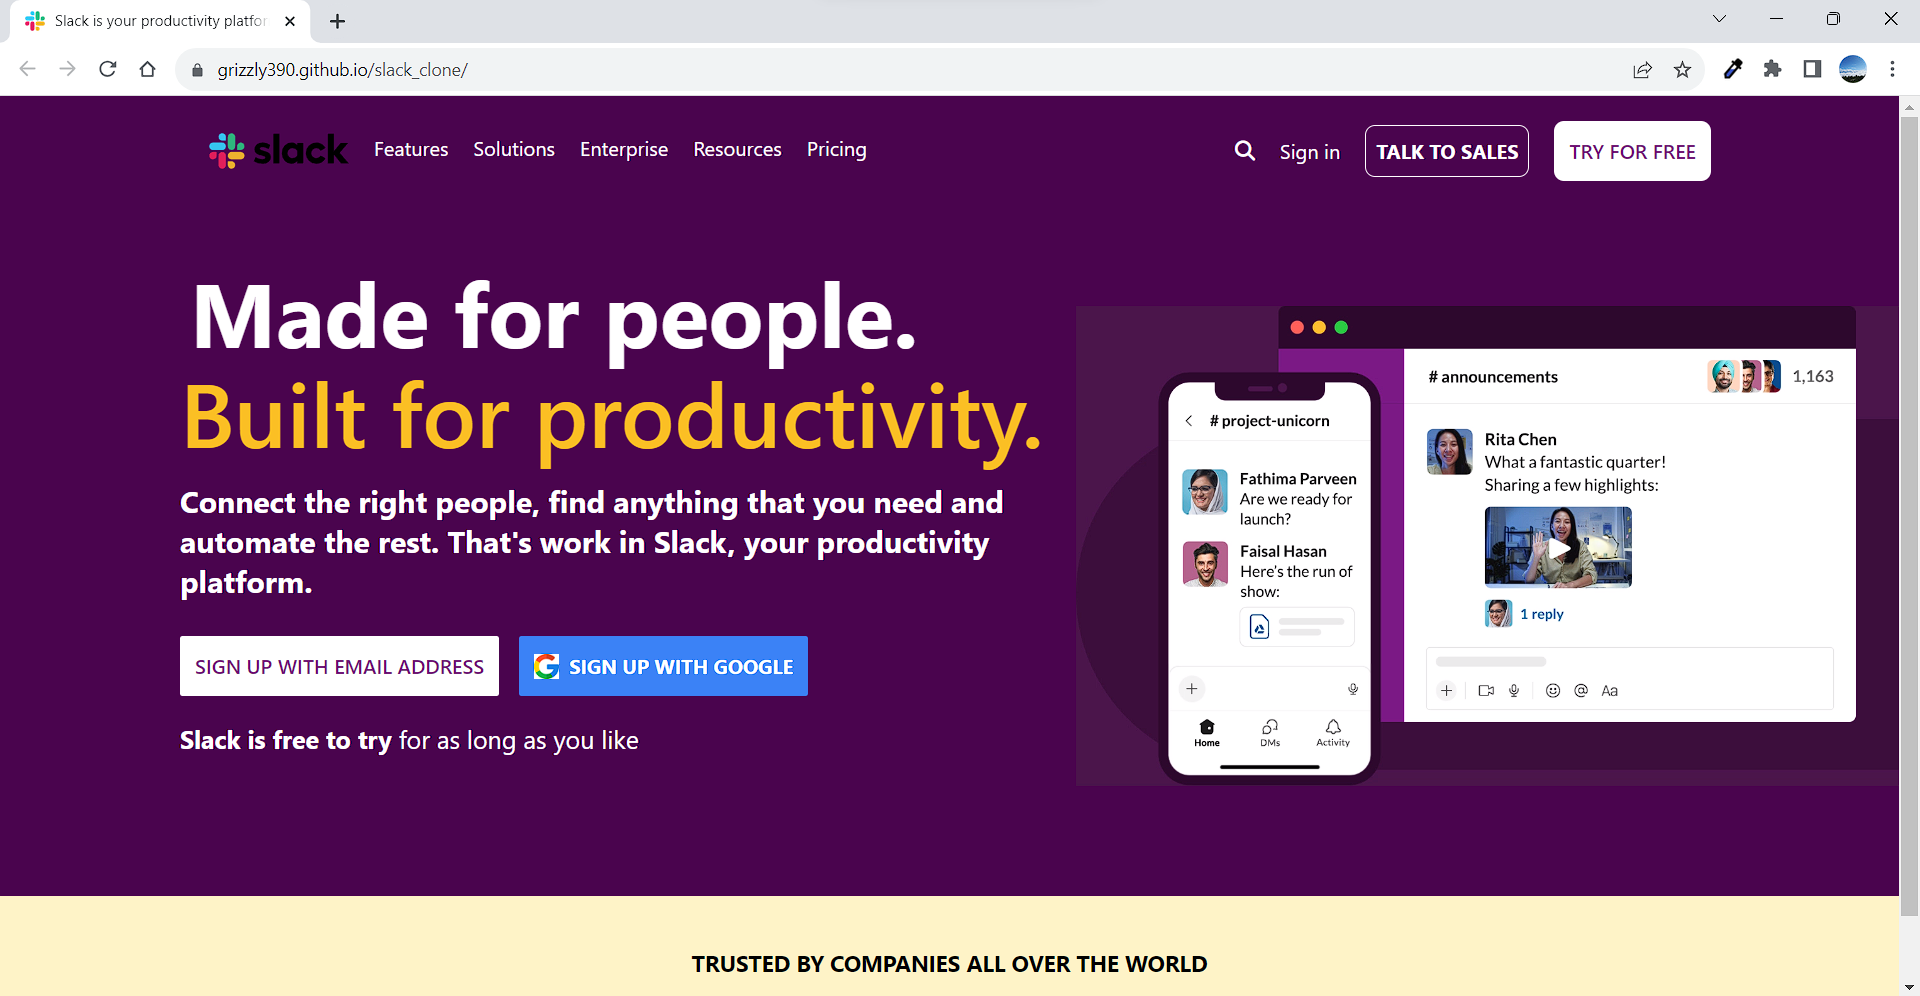 Slack is your productivity platfor
grizzly390.github.io/slack_clone/
slack
Features
Solutions
Enterprise
Resources
Pricing
Sign in
TALK TO SALES
TRY FOR FREE
Made for people.
Built for productivity.
Connect the right people, find anything that you need and
automate the rest. That's work in Slack, your productivity
platform.
SIGN UP WITH EMAIL ADDRESS
SIGN UP WITH GOOGLE
Slack is free to try for as long as you like
# project-unicorn
Fathima Parveen
Are we ready for
launch?
Faisal Hasan
Here's the run of
show:
Home
DMs
Activity
# announcements
1,163
Rita Chen
What a fantastic quarter!
Sharing a few highlights:
1 reply
Aa
TRUSTED BY COMPANIES ALL OVER THE WORLD